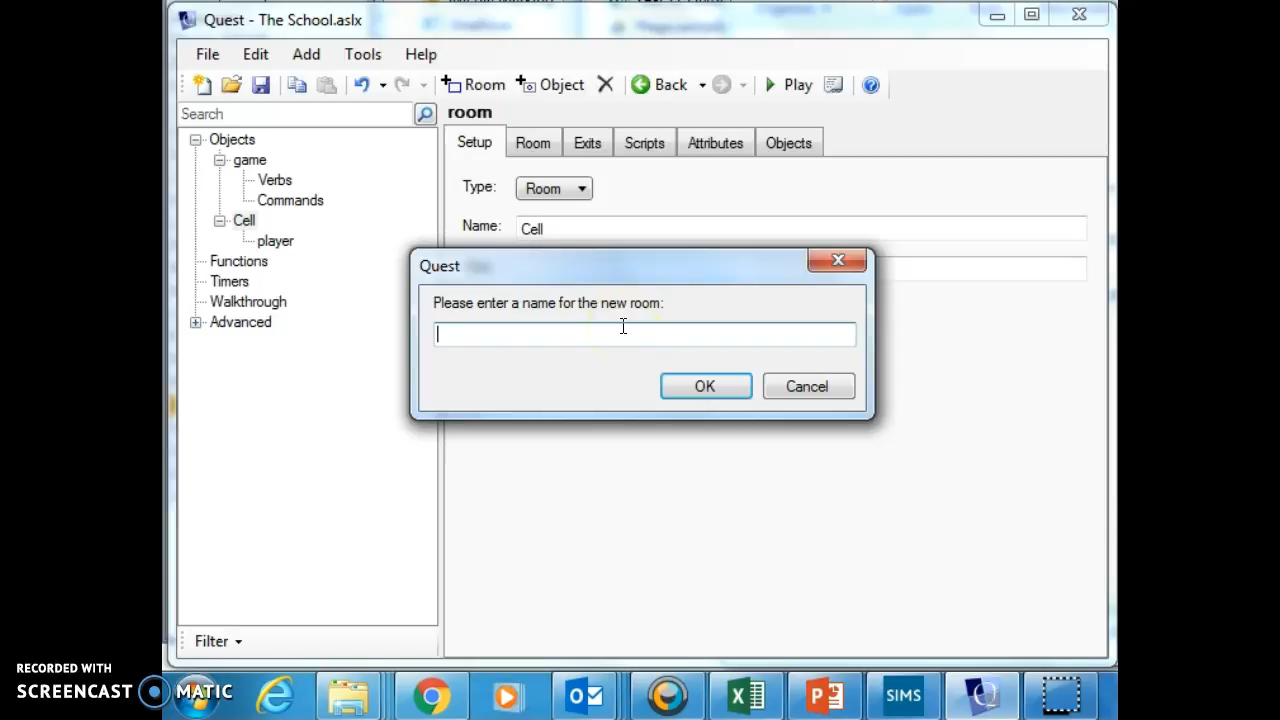 Quest - The School.aslx
File Edit Add Tools Help
Room Object Back Play
Search
room
Objects
game
Verbs
Commands
Cell
player
Functions
Timers
Walkthrough
Advanced
Filter
Setup Room Exits Scripts Attributes Objects
Type: Room
Name: Cell
Quest
Please enter a name for the new room:
OK Cancel
RECORDED WITH
SCREENCAST MATIC
SIMS